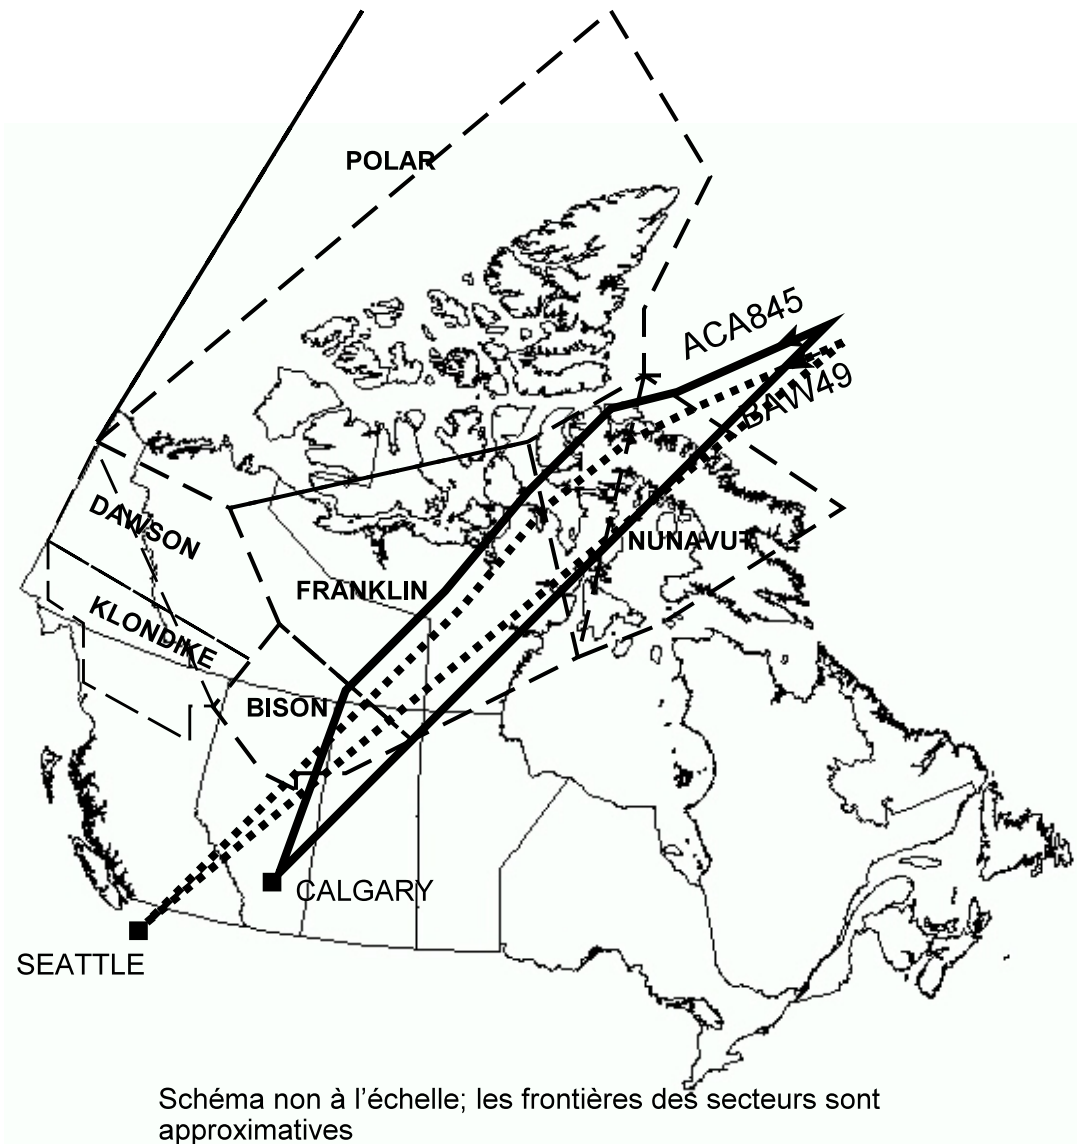 POLAR
ACA845
BAW49
DAWSON
NUNAVUT
FRANKLIN
KLONDIKE
BISON
CALGARY
SEATTLE
Schéma non à l’échelle; les frontières des secteurs sont
approximatives